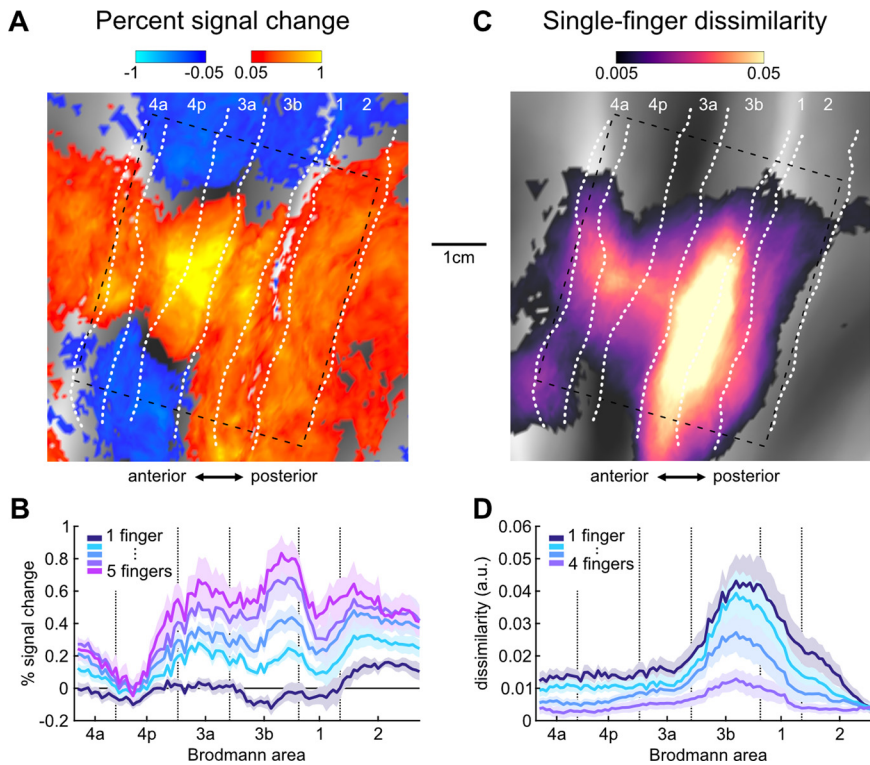 A
Percent signal change
-1
-0.05
0.05
1
4a
4p
3a
3b
1
2
anterior
posterior
1cm
C
Single-finger dissimilarity
0.005
0.05
4a
4p
3a
3b
1
2
anterior
posterior
B
1 finger
⋮
5 fingers
% signal change
1
0.8
0.6
0.4
0.2
0
-0.2
4a
4p
3a
3b
1
2
Brodmann area
D
1 finger
:
4 fingers
dissimilarity (a.u.)
0.06
0.05
0.04
0.03
0.02
0.01
0
4a
4p
3a
3b
1
2
Brodmann area